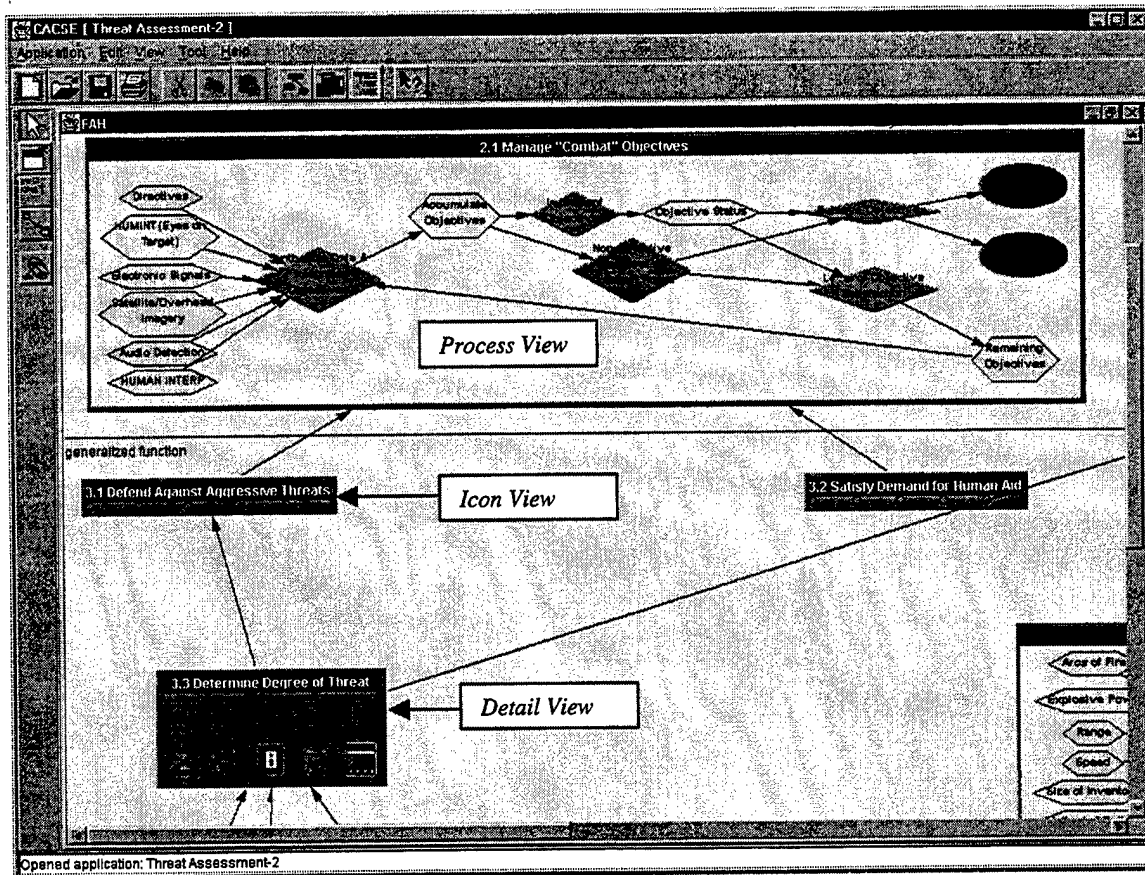 CACSE [ Threat Assessment-2 ]
Application Edit View Tool Help
FAH
2.1 Manage "Combat" Objectives
Directives
HUMINT (Eyes on
Target)
Electronic Signals
Satellite/Overhead
Imagery
Audio Detection
HUMAN INTERP
Accumulate
Objectives
Objective Status
Remaining
Objectives
Process View
generalized function
3.1 Defend Against Aggressive Threats
Icon View
3.2 Satisfy Demand for Human Aid
3.3 Determine Degree of Threat
Detail View
Arcs of Fire
Explosive Pow
Range
Speed
Size of Invento
Opened application: Threat Assessment-2